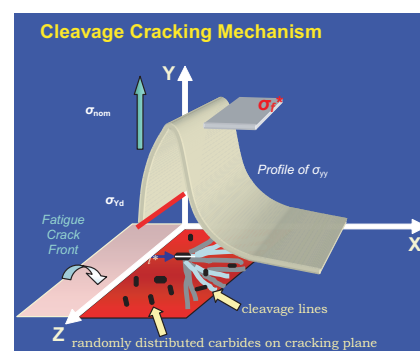 Cleavage Cracking Mechanism
Y
σf*
σnom
Profile of σyy
σYd
Fatigue
Crack
Front
X
cleavage lines
Z
randomly distributed carbides on cracking plane